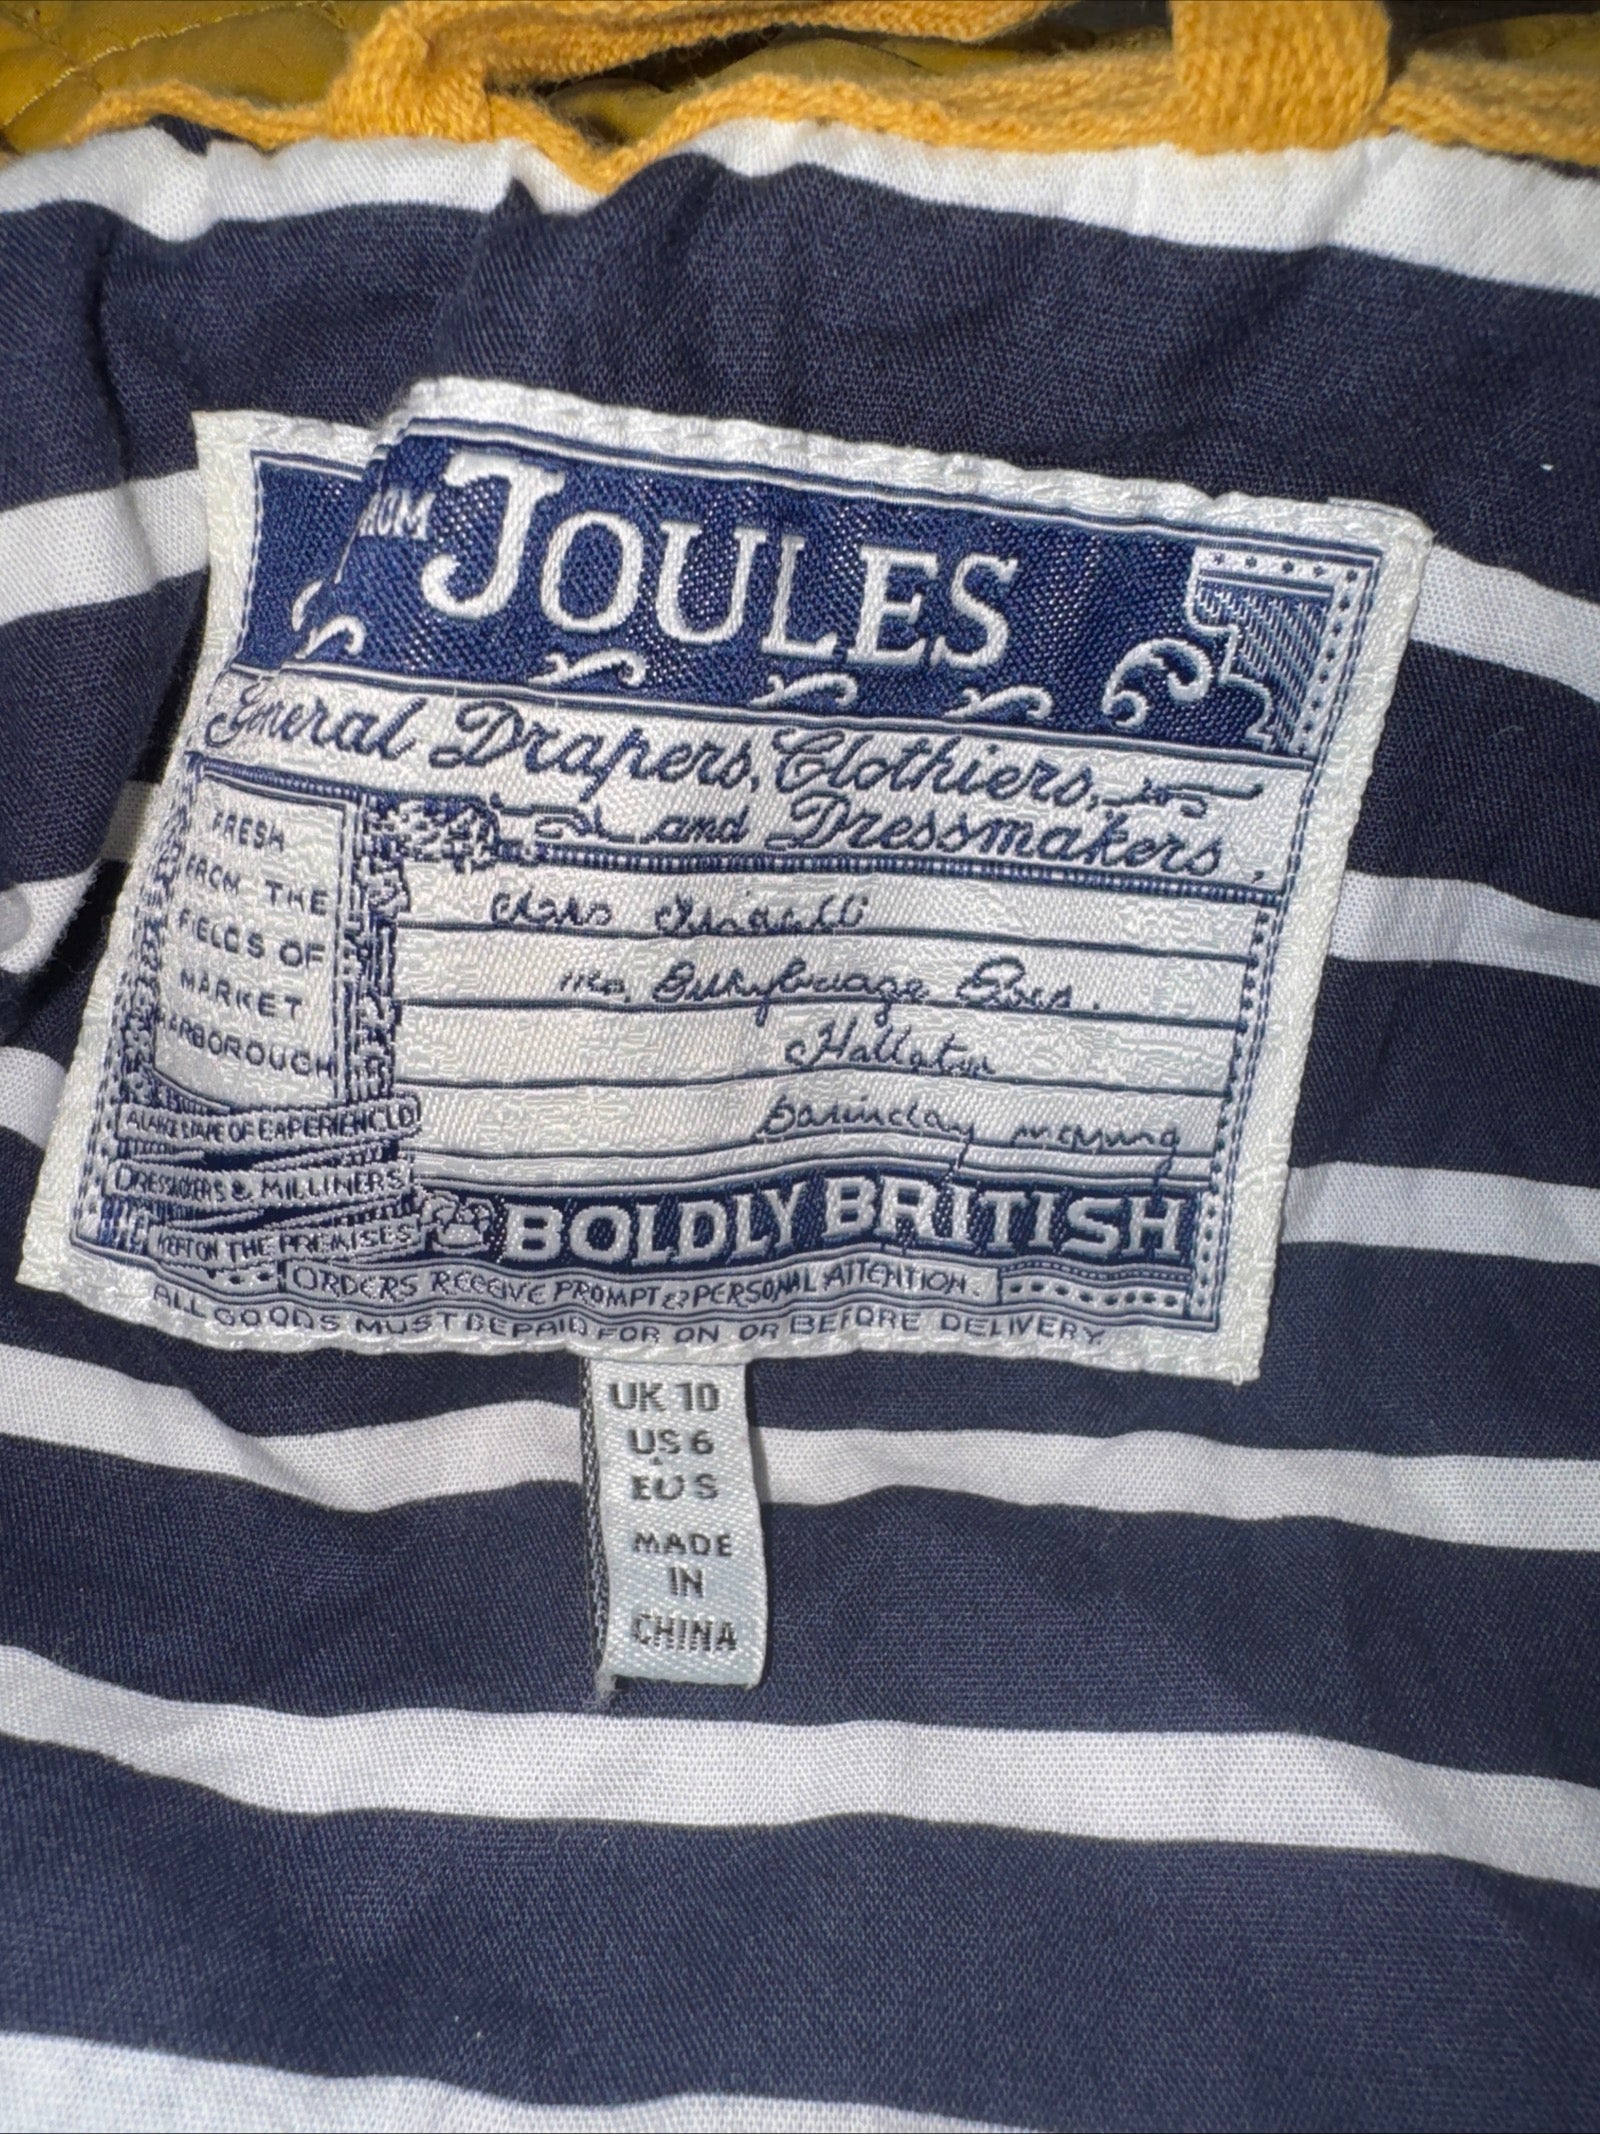 FROM JOULES
General Drapers, Clothiers,
and Dressmakers,
FRESH
FROM THE
FIELDS OF
MARKET
HARBOROUGH
Hallaton
DRESSMAKERS & MILLINERS
KEPT ON THE PREMISES
BOLDLY BRITISH
ORDERS RECEIVE PROMPT & PERSONAL ATTENTION.
ALL GOODS MUST BE PAID FOR ON OR BEFORE DELIVERY
UK 10
US 6
EU S
MADE
IN
CHINA